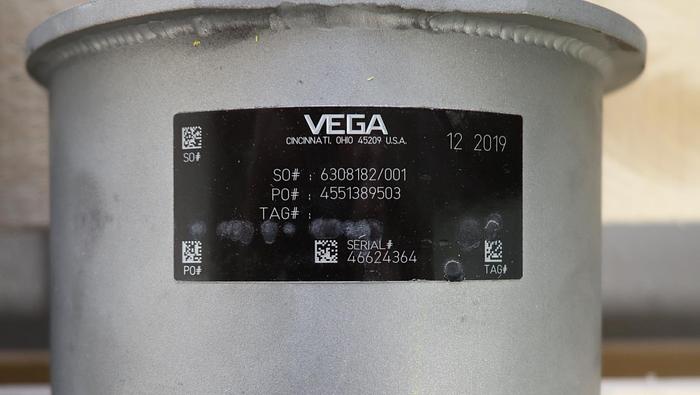 VEGA
CINCINNATI, OHIO 45209 U.S.A.
12 2019
SO#
SO# : 6308182/001
PO# : 4551389503
TAG# :
SERIAL#
46624364
PO#
TAG#